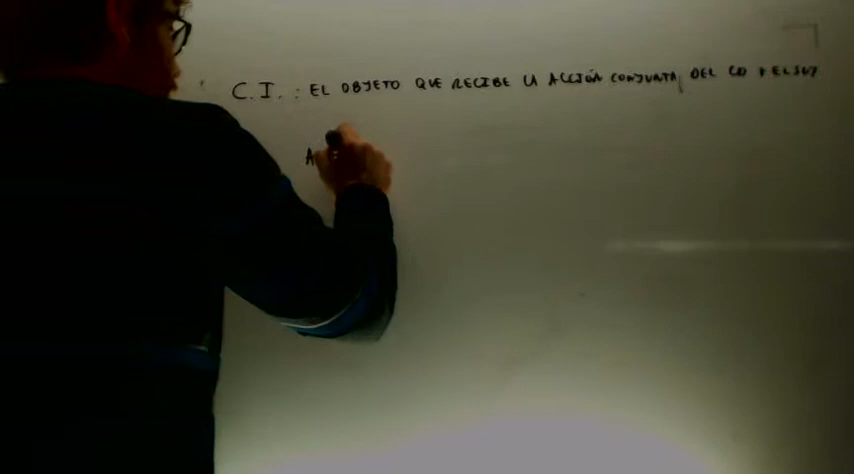 C.I.: EL OBJETO QUE RECIBE LA ACCIÓN CONJUNTA, DEL CD Y EL SUJ
A